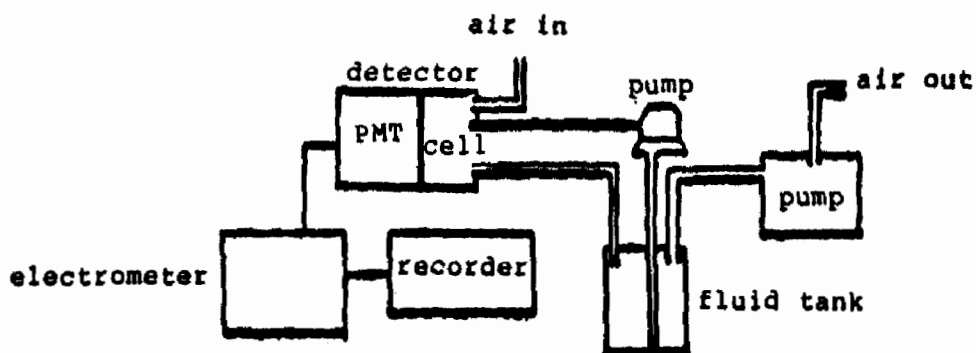 air in
detector
pump
air out
PMT
cell
pump
electrometer
recorder
fluid tank